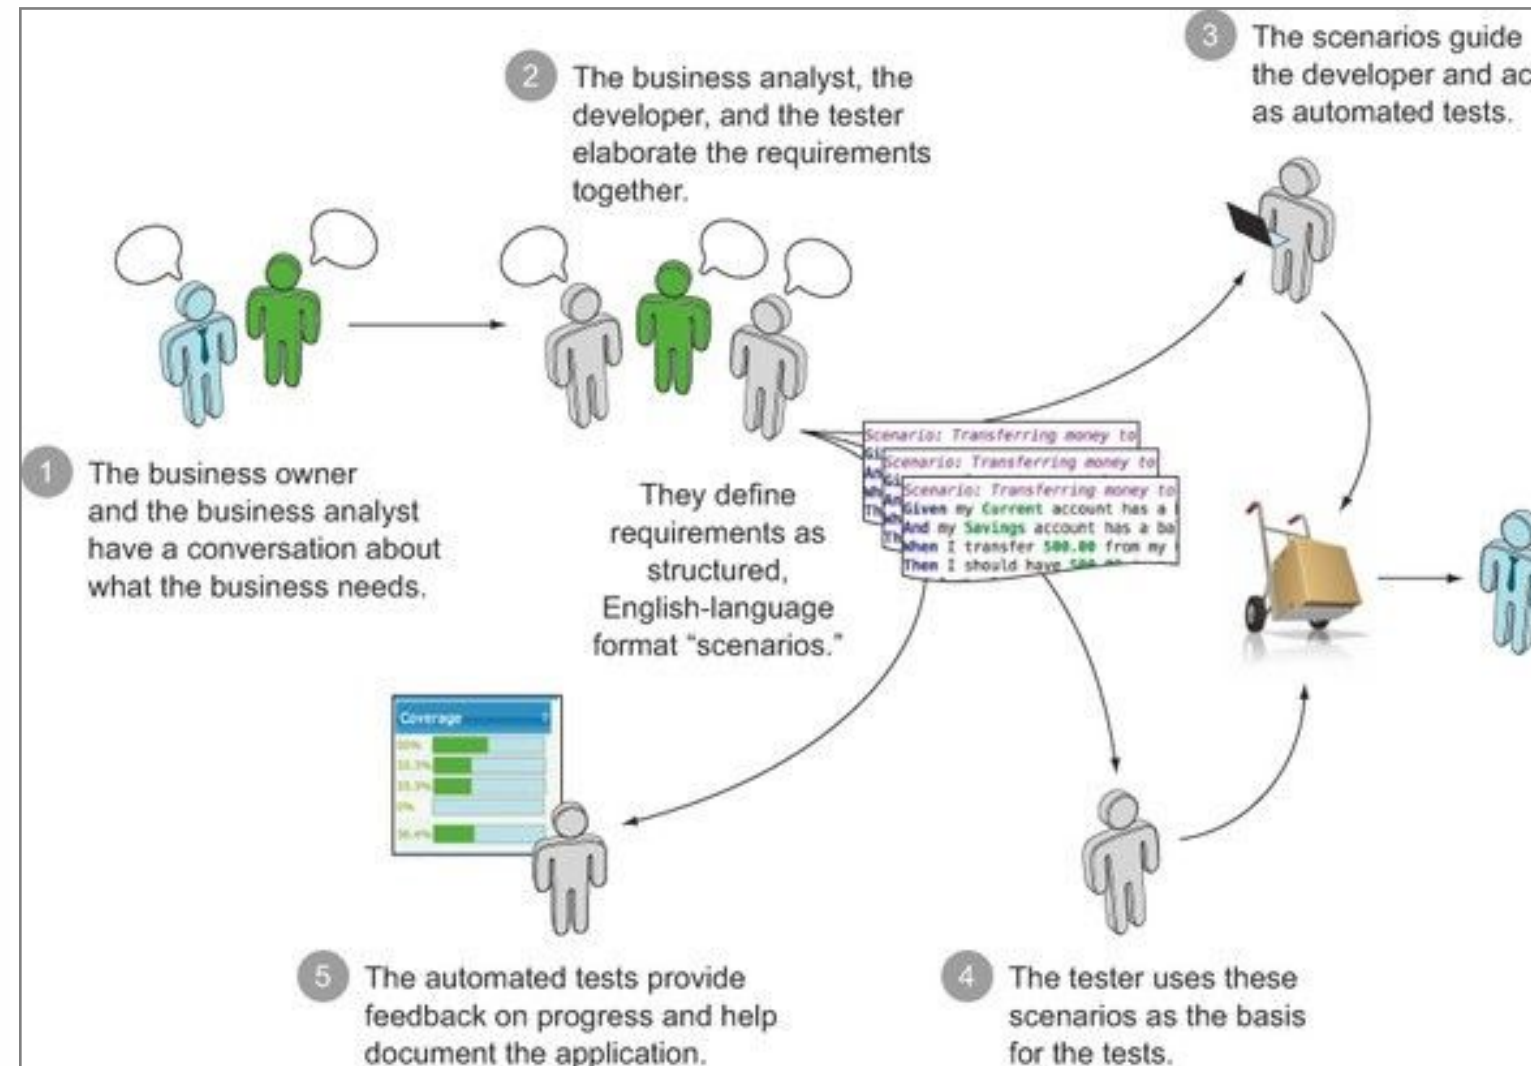 1
The business owner
and the business analyst
have a conversation about
what the business needs.
2
The business analyst, the
developer, and the tester
elaborate the requirements
together.
They define
requirements as
structured,
English-language
format “scenarios.”
Scenario: Transferring money to
Scenario: Transferring money to
Scenario: Transferring money to
Given my Current account has a
And my Savings account has a ba
When I transfer 500.00 from my
Then I should have 500.00
3
The scenarios guide
the developer and ac
as automated tests.
4
The tester uses these
scenarios as the basis
for the tests.
Coverage
0%
36.4%
5
The automated tests provide
feedback on progress and help
document the application.